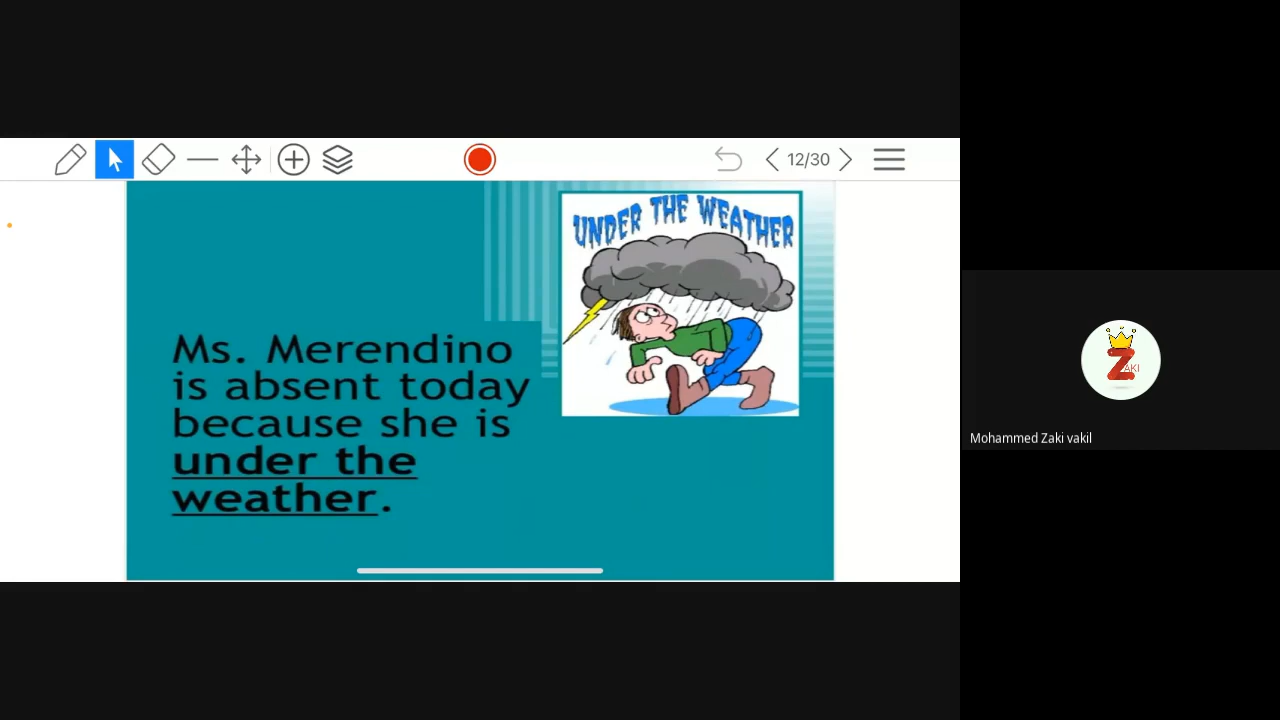 12/30
UNDER THE WEATHER
Ms. Merendino
is absent today
because she is
under the
weather.
ZAKI
Mohammed Zaki vakil